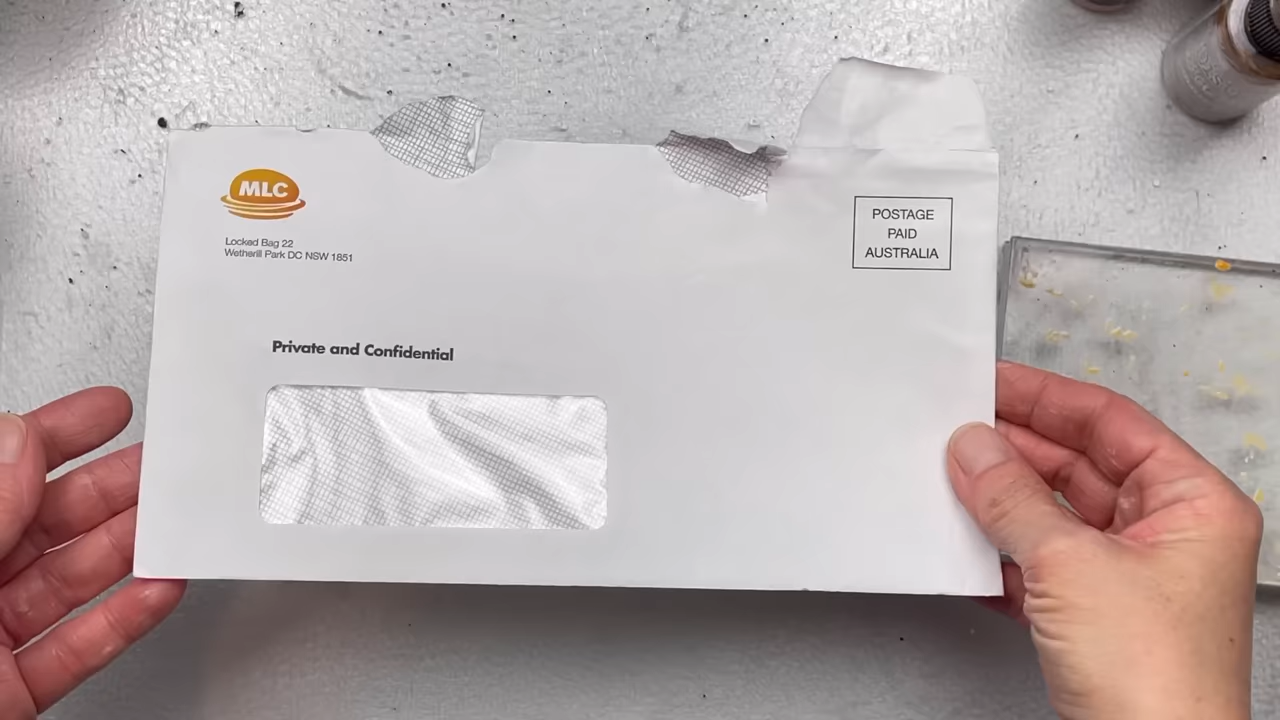 MLC
Locked Bag 22
Wetherill Park DC NSW 1851
POSTAGE
PAID
AUSTRALIA
Private and Confidential